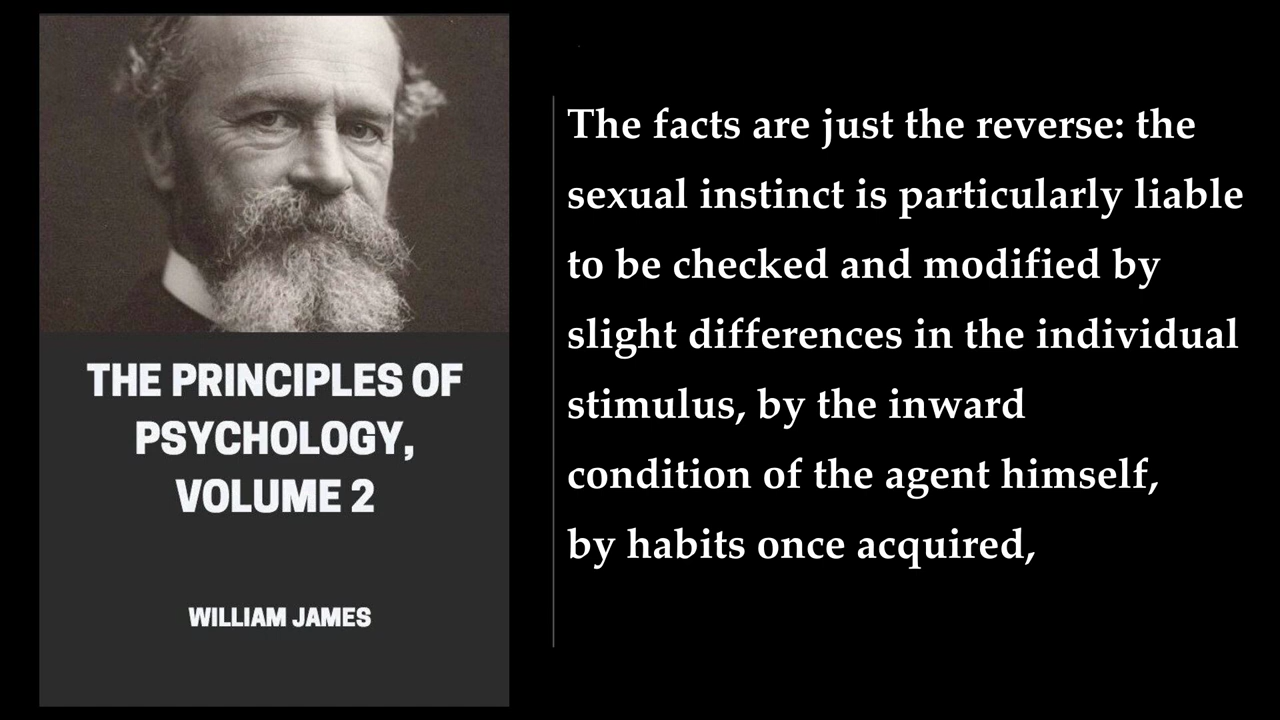 THE PRINCIPLES OF
PSYCHOLOGY,
VOLUME 2
WILLIAM JAMES
The facts are just the reverse: the
sexual instinct is particularly liable
to be checked and modified by
slight differences in the individual
stimulus, by the inward
condition of the agent himself,
by habits once acquired,